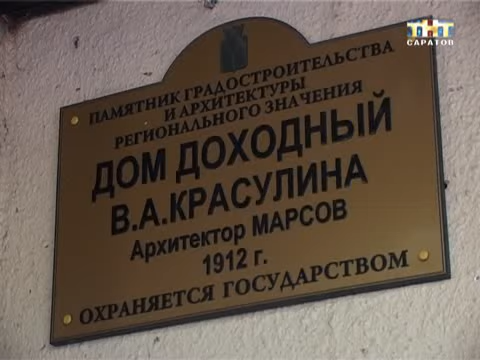 ТНТ
САРАТОВ
ПАМЯТНИК ГРАДОСТРОИТЕЛЬСТВА
И АРХИТЕКТУРЫ
РЕГИОНАЛЬНОГО ЗНАЧЕНИЯ
ДОМ ДОХОДНЫЙ
В.А.КРАСУЛИНА
Архитектор МАРСОВ
1912 г.
ОХРАНЯЕТСЯ ГОСУДАРСТВОМ